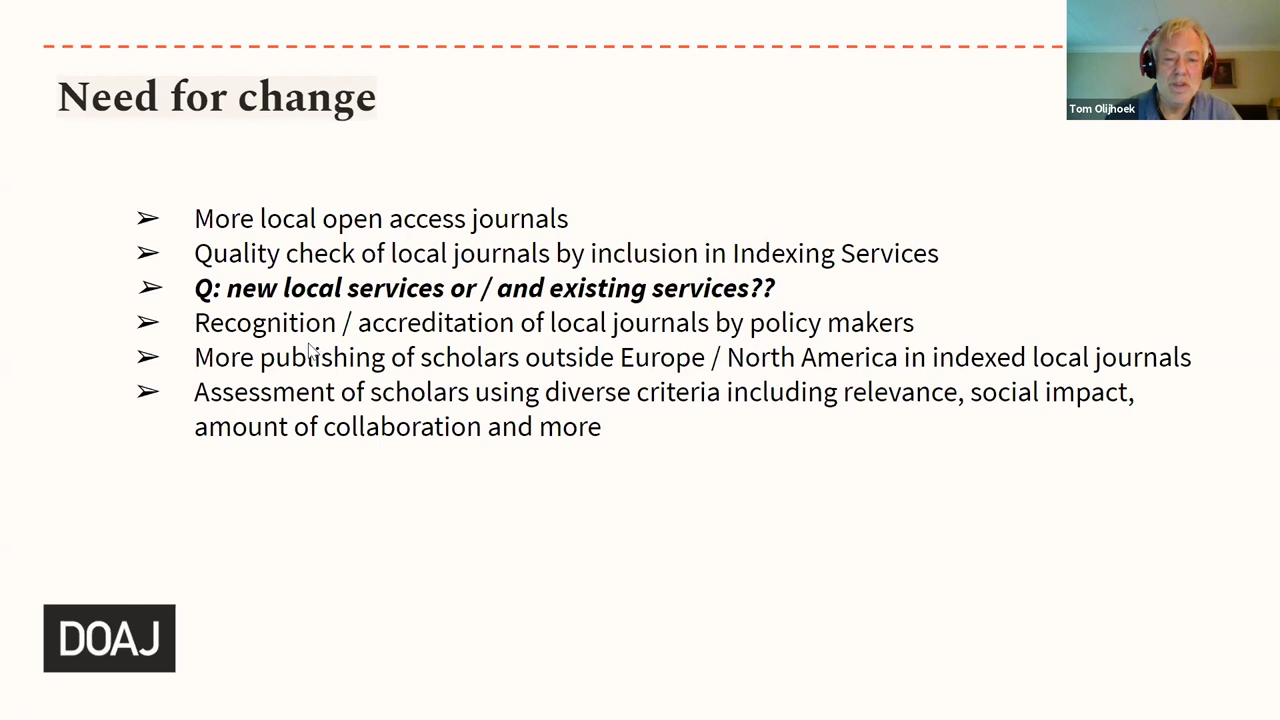 Need for change
Tom Olijhoek
➢ More local open access journals
➢ Quality check of local journals by inclusion in Indexing Services
➢ Q: new local services or / and existing services??
➢ Recognition / accreditation of local journals by policy makers
➢ More publishing of scholars outside Europe / North America in indexed local journals
➢ Assessment of scholars using diverse criteria including relevance, social impact,
amount of collaboration and more
DOAJ